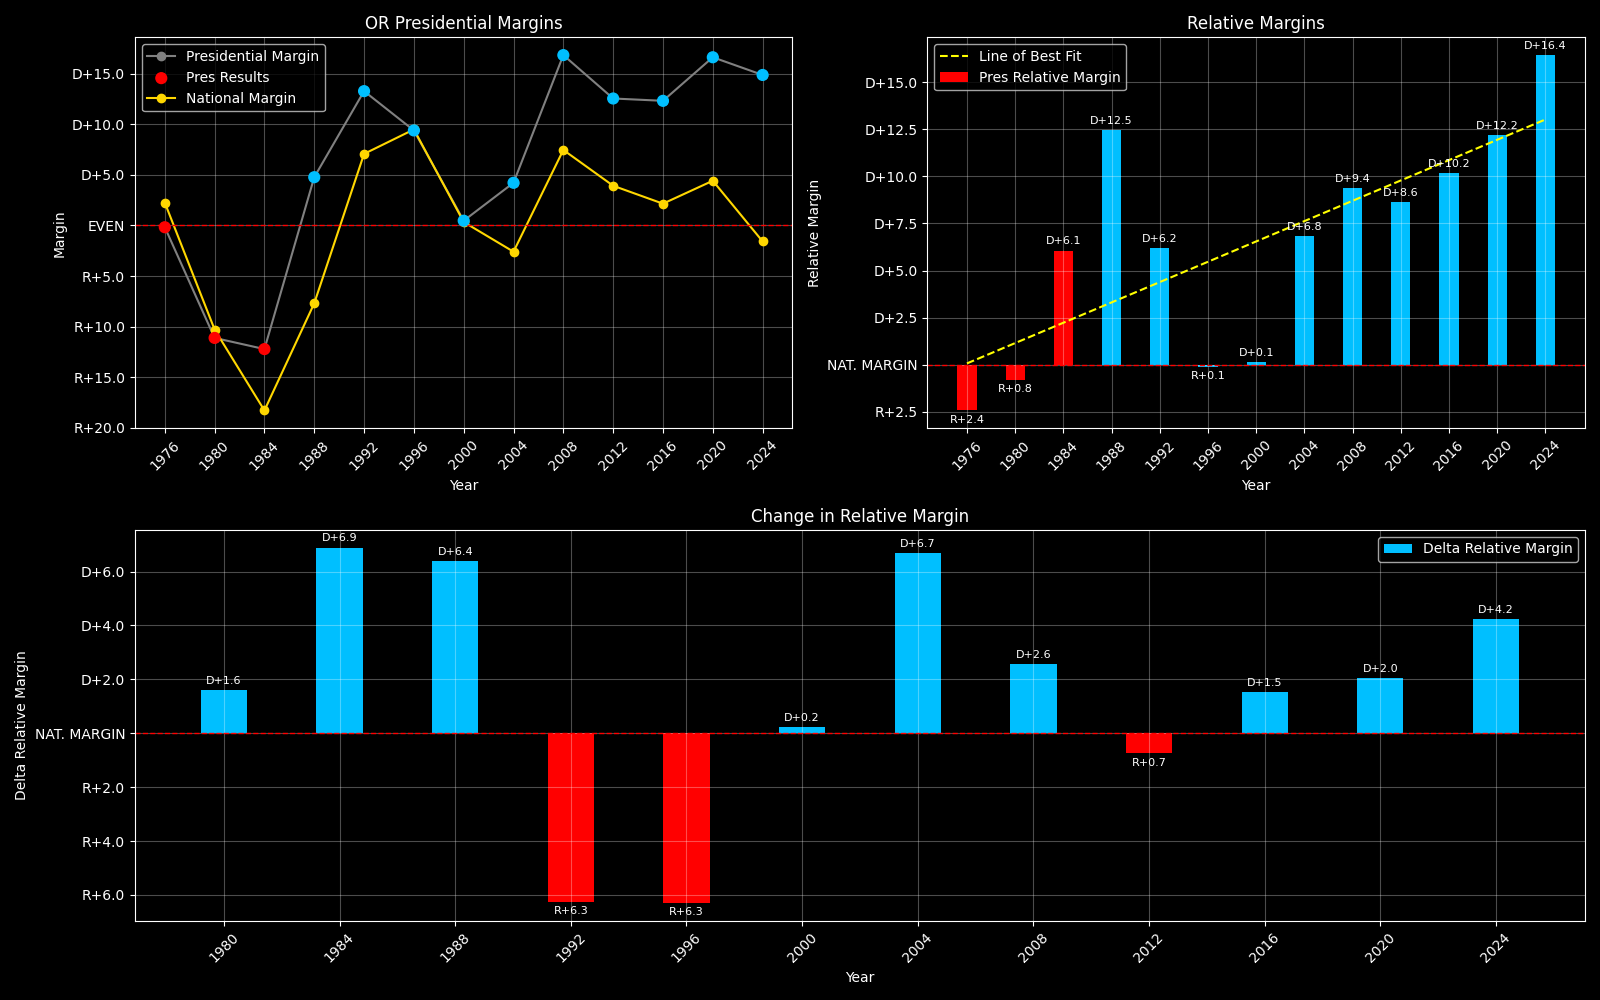 OR Presidential Margins
Presidential Margin
Pres Results
National Margin
Margin
D+15.0
D+10.0
D+5.0
EVEN
R+5.0
R+10.0
R+15.0
R+20.0
1976
1980
1984
1988
1992
1996
2000
2004
2008
2012
2016
2020
2024
Year
Relative Margins
Line of Best Fit
Pres Relative Margin
Relative Margin
D+15.0
D+12.5
D+10.0
D+7.5
D+5.0
D+2.5
NAT. MARGIN
R+2.5
R+2.4
R+0.8
D+6.1
D+12.5
D+6.2
R+0.1
D+0.1
D+6.8
D+9.4
D+8.6
D+10.2
D+12.2
D+16.4
1976
1980
1984
1988
1992
1996
2000
2004
2008
2012
2016
2020
2024
Year
Change in Relative Margin
Delta Relative Margin
Delta Relative Margin
D+6.0
D+4.0
D+2.0
NAT. MARGIN
R+2.0
R+4.0
R+6.0
D+1.6
D+6.9
D+6.4
R+6.3
R+6.3
D+0.2
D+6.7
D+2.6
R+0.7
D+1.5
D+2.0
D+4.2
1980
1984
1988
1992
1996
2000
2004
2008
2012
2016
2020
2024
Year